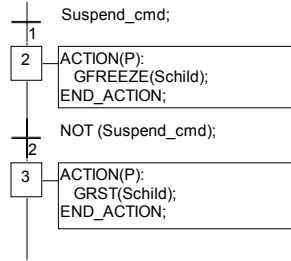 Suspend_cmd;
1
2
ACTION(P):
GFREEZE(Schild);
END_ACTION;
NOT (Suspend_cmd);
2
3
ACTION(P):
GRST(Schild);
END_ACTION;